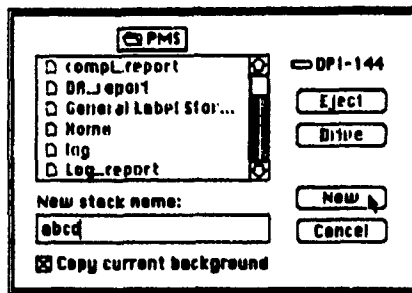 PMS
compl_report
DR_report
General Label Stor...
Home
log
Log_report
DPI-144
Eject
Drive
New stack name:
abcd
New
Cancel
Copy current background